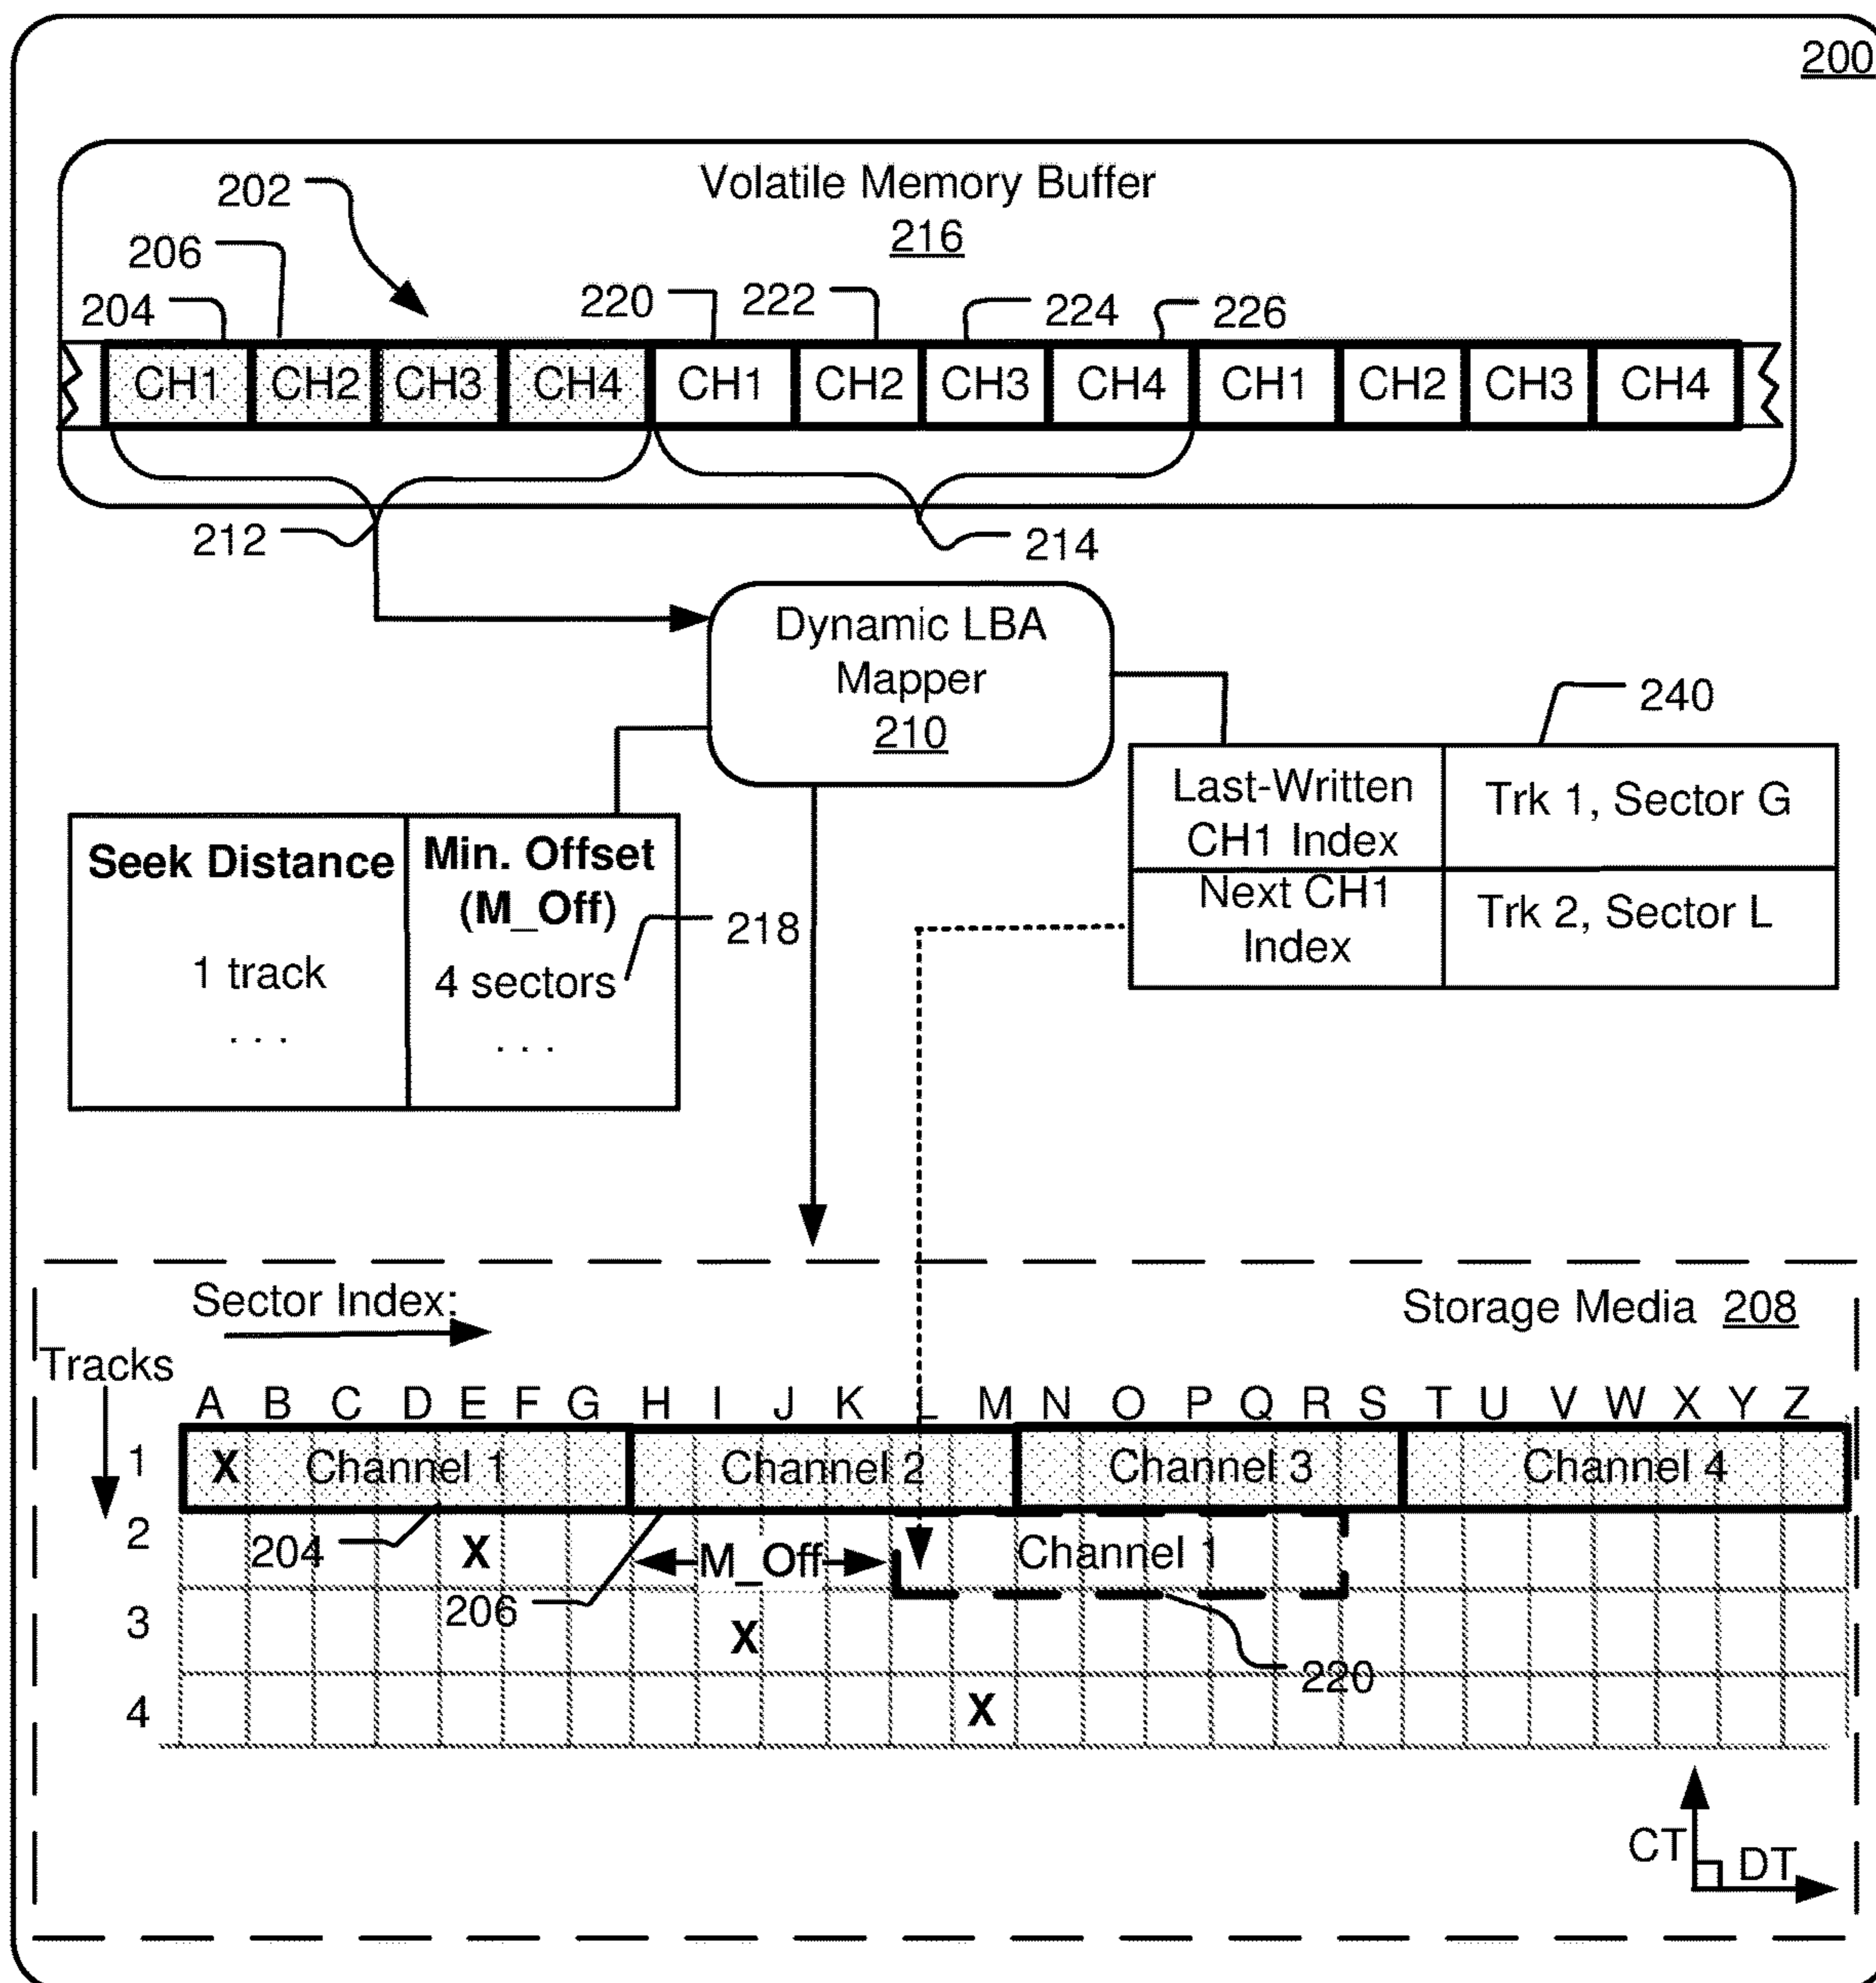 200
Volatile Memory Buffer
216
202
206
204
220
222
224
226
CH1 CH2 CH3 CH4 CH1 CH2 CH3 CH4 CH1 CH2 CH3 CH4
212
214
Dynamic LBA
Mapper
210
240
Last-Written
CH1 Index
Trk 1, Sector G
Next CH1
Index
Trk 2, Sector L
Seek Distance
Min. Offset
(M_Off)
218
1 track
4 sectors
. . .
. . .
Sector Index:
Storage Media 208
Tracks
A B C D E F G H I J K L M N O P Q R S T U V W X Y Z
1 X Channel 1 Channel 2 Channel 3 Channel 4
2 204 X M_Off Channel 1
206
3 X
220
4 X
CT
DT